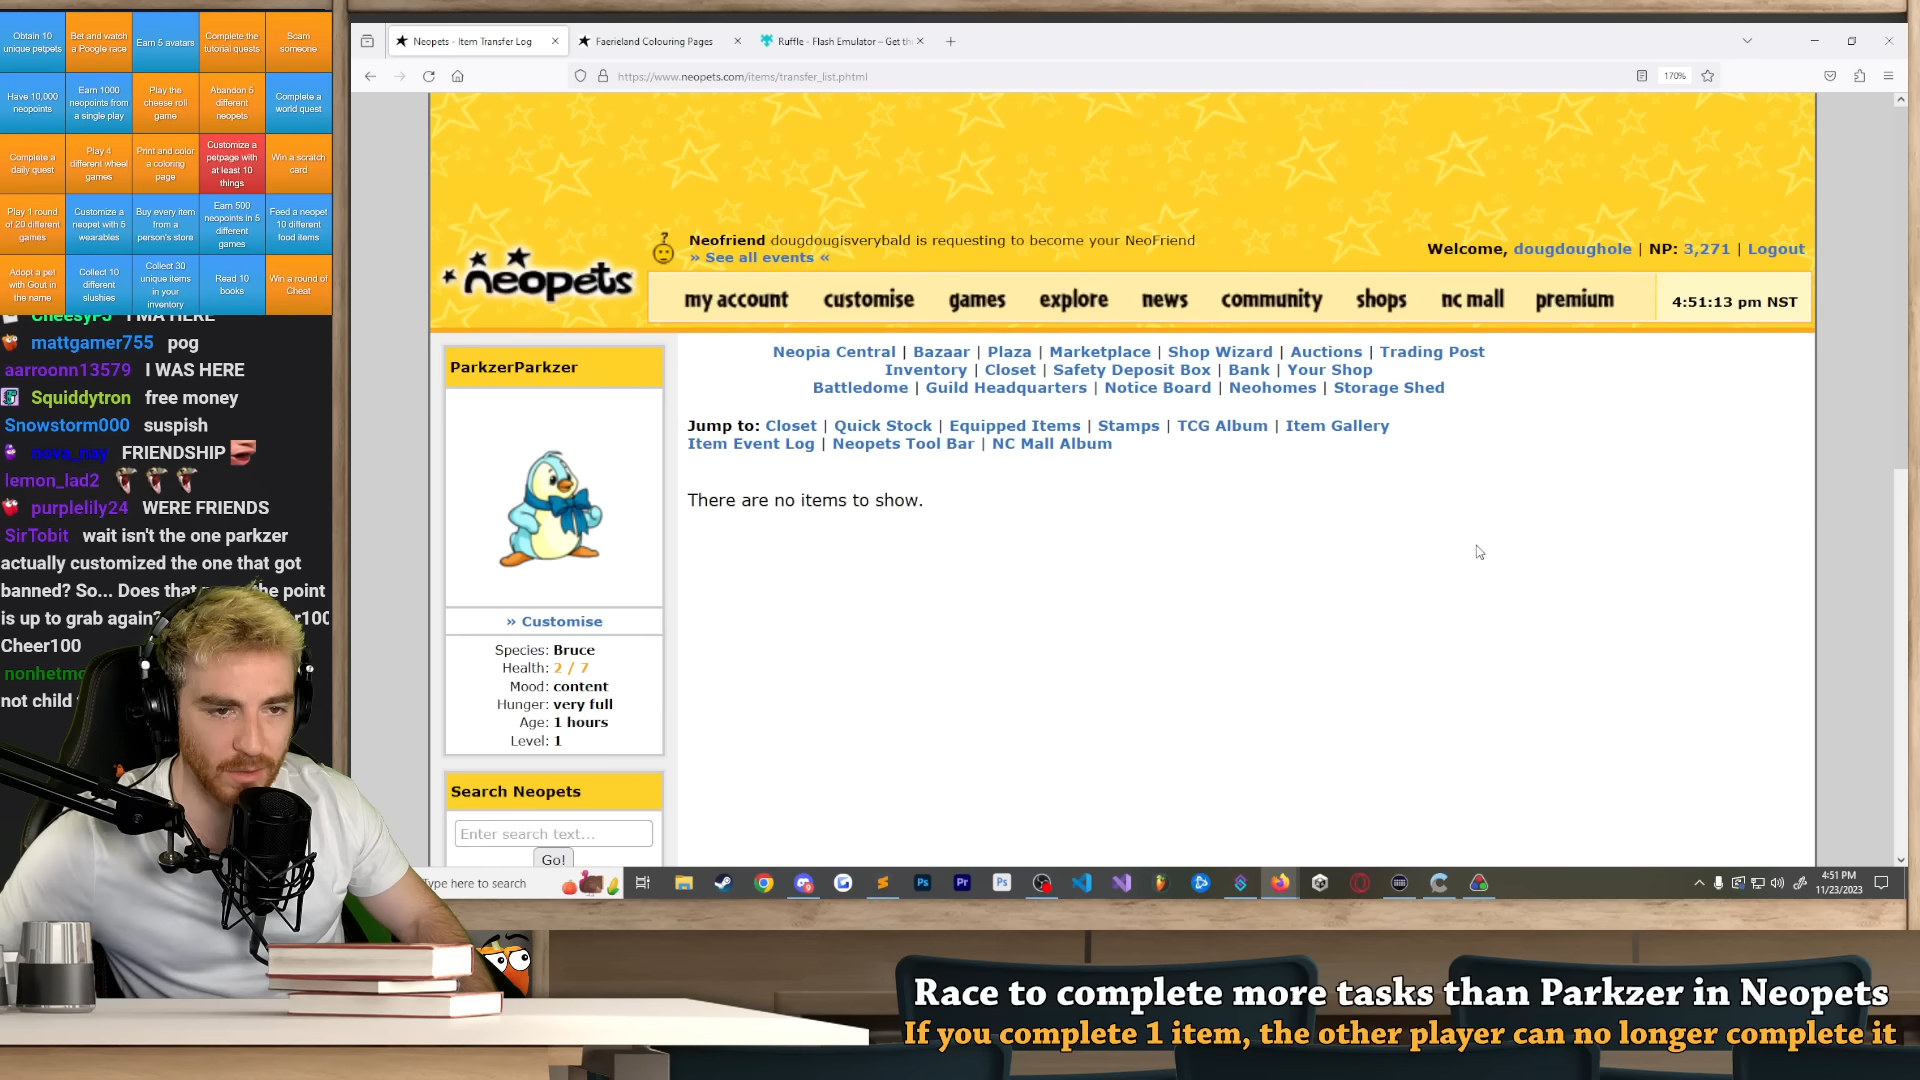 Obtain 10 unique petpets
Bet and watch a Poogle race
Earn 5 avatars
Complete the tutorial quests
Scam someone
Have 10,000 neopoints
Earn 1000 neopoints from a single play
Play the cheese roll game
Abandon 5 different neopets
Complete a world quest
Complete a daily quest
Play 4 different wheel games
Print and color a coloring page
Customize a petpage with at least 10 things
Win a scratch card
Play 1 round of 20 different games
Customize a neopet with 5 wearables
Buy every item from a person's store
Earn 500 neopoints in 5 different games
Feed a neopet 10 different food items
Adopt a pet with Gout in the name
Collect 10 different slushies
Collect 30 unique items in your inventory
Read 10 books
Win a round of Cheat
CheesyPJ I'MA HERE
mattgamer755 pog
aarroonn13579 I WAS HERE
Squiddytron free money
Snowstorm000 suspish
nova_nay FRIENDSHIP
lemon_lad2
purplelily24 WERE FRIENDS
SirTobit wait isn't the one parkzer
actually customized the one that got
banned? So... Does that the point
is up to grab again?
Cheer100
not child
Neopets - Item Transfer Log
Faerieland Colouring Pages
Ruffle - Flash Emulator – Get th
https://www.neopets.com/items/transfer_list.phtml
170%
Neofriend dougdougisverybald is requesting to become your NeoFriend
» See all events «
Welcome, dougdoughole | NP: 3,271 | Logout
neopets
my account customise games explore news community shops nc mall premium
4:51:13 pm NST
Neopia Central | Bazaar | Plaza | Marketplace | Shop Wizard | Auctions | Trading Post
Inventory | Closet | Safety Deposit Box | Bank | Your Shop
Battledome | Guild Headquarters | Notice Board | Neohomes | Storage Shed
Jump to: Closet | Quick Stock | Equipped Items | Stamps | TCG Album | Item Gallery
Item Event Log | Neopets Tool Bar | NC Mall Album
There are no items to show.
ParkzerParkzer
» Customise
Species: Bruce
Health: 2 / 7
Mood: content
Hunger: very full
Age: 1 hours
Level: 1
Search Neopets
Enter search text...
Go!
Type here to search
Ps
Pr
Ps
4:51 PM
11/23/2023
Race to complete more tasks than Parkzer in Neopets
If you complete 1 item, the other player can no longer complete it